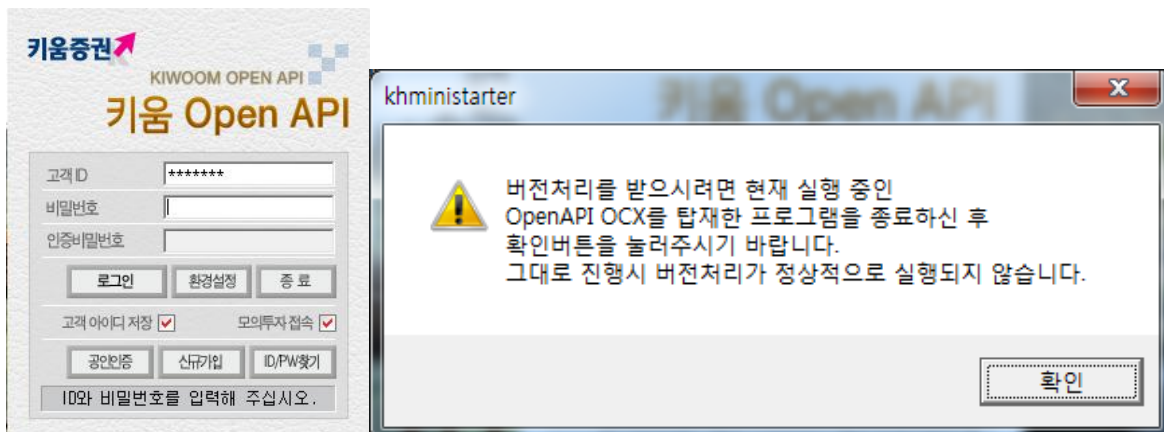 키움증권
KIWOOM OPEN API
키움 Open API
고객 ID
*******
비밀번호
인증비밀번호
로그인
환경설정
종 료
고객 아이디 저장
모의투자 접속
공인인증
신규가입
ID/PW찾기
ID와 비밀번호를 입력해 주십시오.
khministarter
키움 Open API
버전처리를 받으시려면 현재 실행 중인
OpenAPI OCX를 탑재한 프로그램을 종료하신 후
확인버튼을 눌러주시기 바랍니다.
그대로 진행시 버전처리가 정상적으로 실행되지 않습니다.
확인